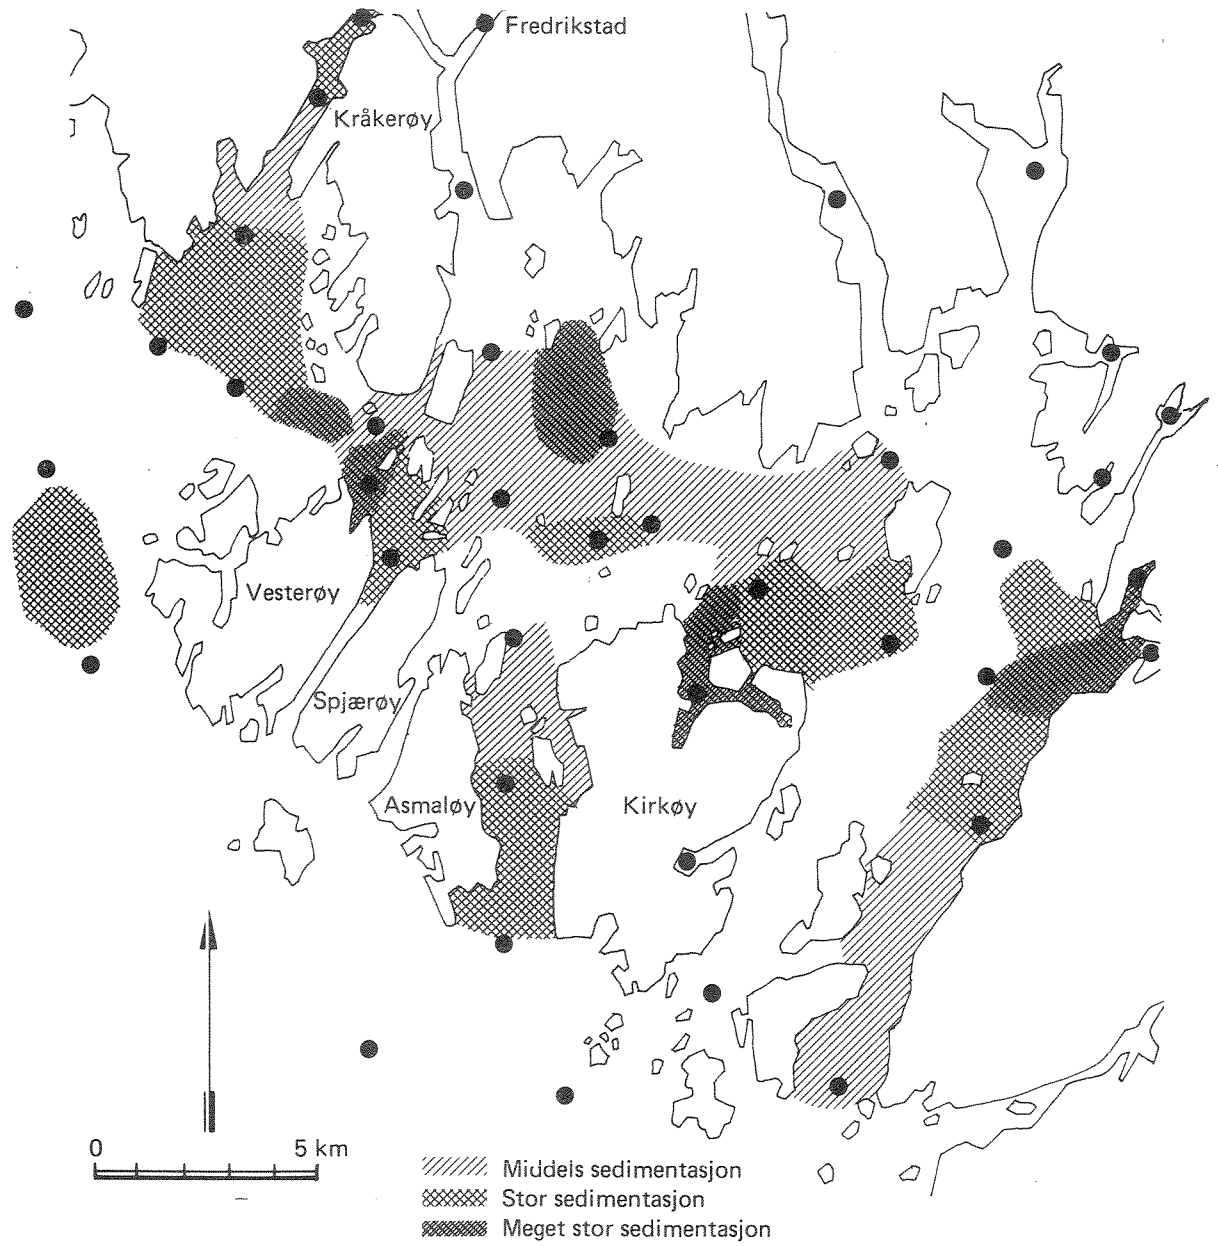 Fredrikstad
Kråkerøy
Vesterøy
Spjærøy
Asmaløy
Kirkøy
0 5 km
Middels sedimentasjon
Stor sedimentasjon
Meget stor sedimentasjon